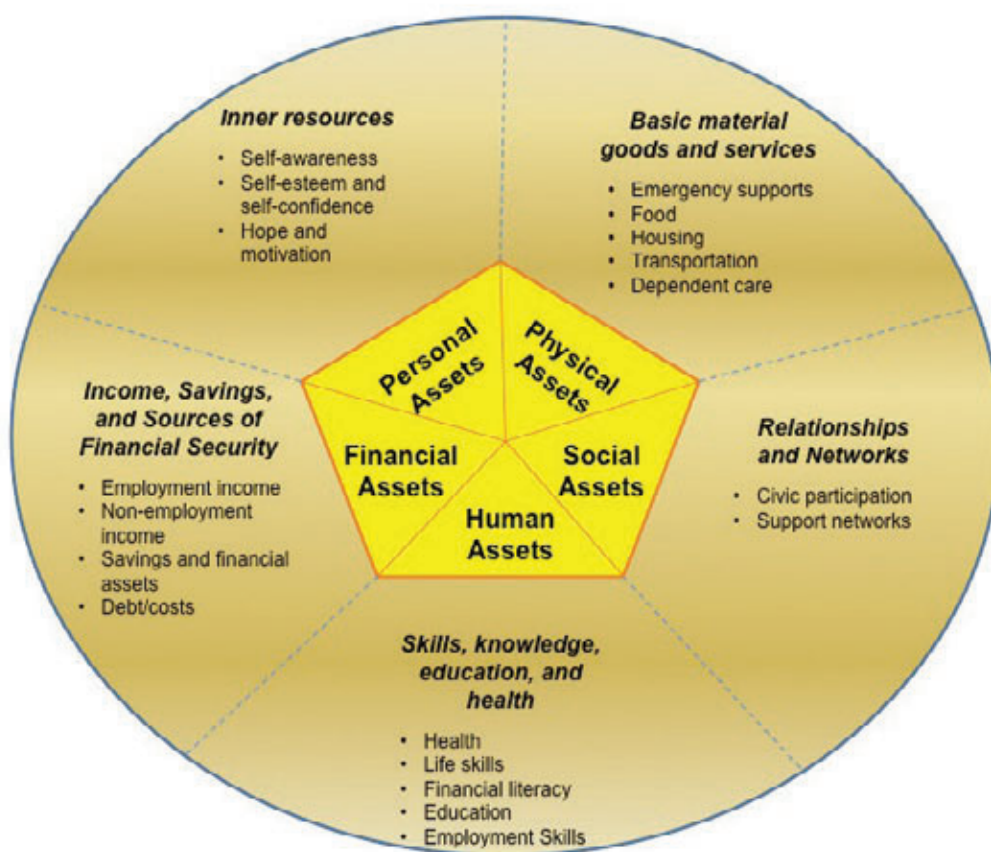 Inner resources
• Self-awareness
• Self-esteem and
self-confidence
• Hope and
motivation
Basic material
goods and services
• Emergency supports
• Food
• Housing
• Transportation
• Dependent care
Personal
Assets
Physical
Assets
Income, Savings,
and Sources of
Financial Security
• Employment income
• Non-employment
income
• Savings and financial
assets
• Debt/costs
Financial
Assets
Social
Assets
Human
Assets
Relationships
and Networks
• Civic participation
• Support networks
Skills, knowledge,
education, and
health
• Health
• Life skills
• Financial literacy
• Education
• Employment Skills